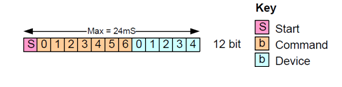 Key
Max = 24mS
S Start
S 0 1 2 3 4 5 6 0 1 2 3 4 12 bit
b Command
b Device